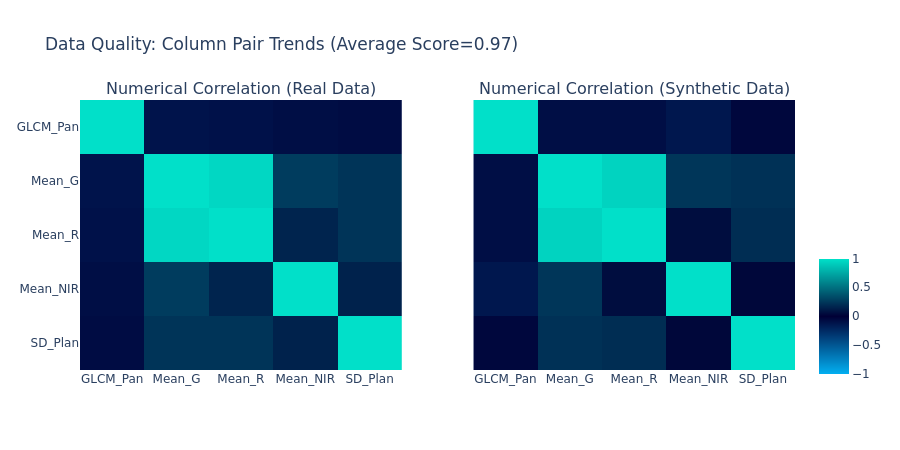 Data Quality: Column Pair Trends (Average Score=0.97)
Numerical Correlation (Real Data)
Numerical Correlation (Synthetic Data)
GLCM_Pan
Mean_G
Mean_R
Mean_NIR
SD_Plan
GLCM_Pan Mean_G Mean_R Mean_NIR SD_Plan
GLCM_Pan Mean_G Mean_R Mean_NIR SD_Plan
1
0.5
0
−0.5
−1